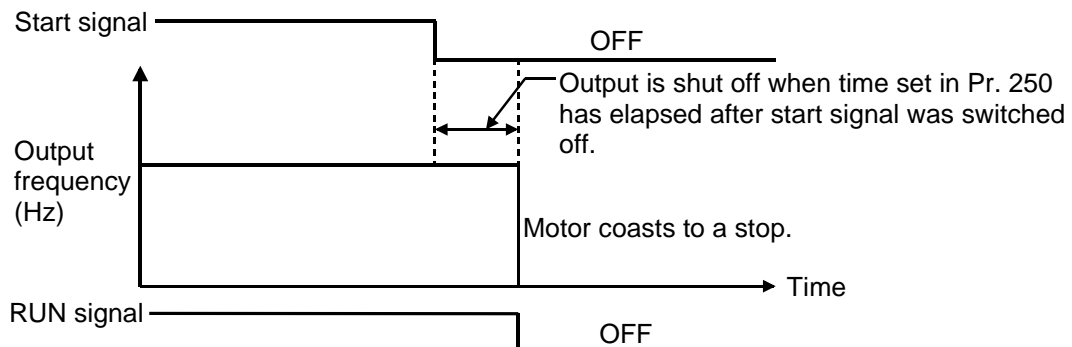 Start signal
OFF
Output is shut off when time set in Pr. 250
has elapsed after start signal was switched
off.
Output
frequency
(Hz)
Motor coasts to a stop.
Time
RUN signal
OFF